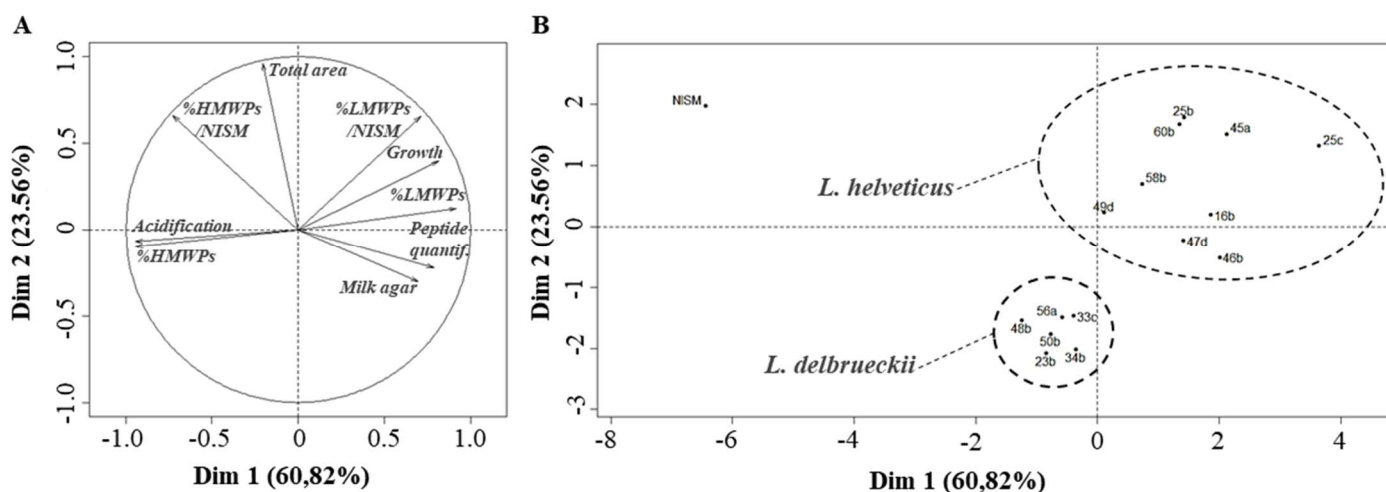 A
Dim 2 (23.56%)
1.0
0.5
0
-0.5
-1.0
Total area
%HMWPs
/NISM
%LMWPs
/NISM
Growth
%LMWPs
Acidification
%HMWPs
Peptide
quantif.
Milk agar
-1.0 -0.5 0 0.5 1.0
Dim 1 (60,82%)
B
Dim 2 (23.56%)
2
1
0
-1
-2
-3
NISM
25b
60b
45a
25c
58b
49d
16b
47d
46b
L. helveticus
56a
33c
48b
50b
34b
23b
L. delbrueckii
-8 -6 -4 -2 0 2 4
Dim 1 (60,82%)